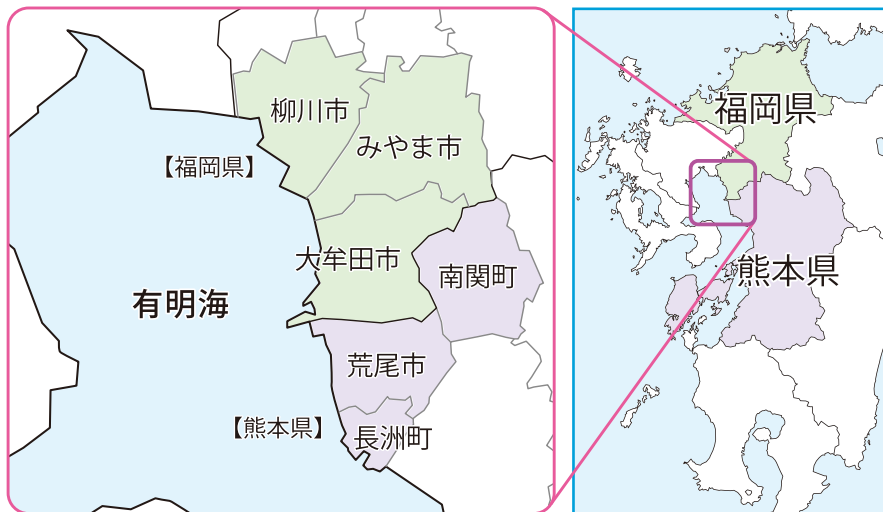 柳川市
みやま市
【福岡県】
大牟田市
南関町
有明海
荒尾市
【熊本県】
長洲町
福岡県
熊本県